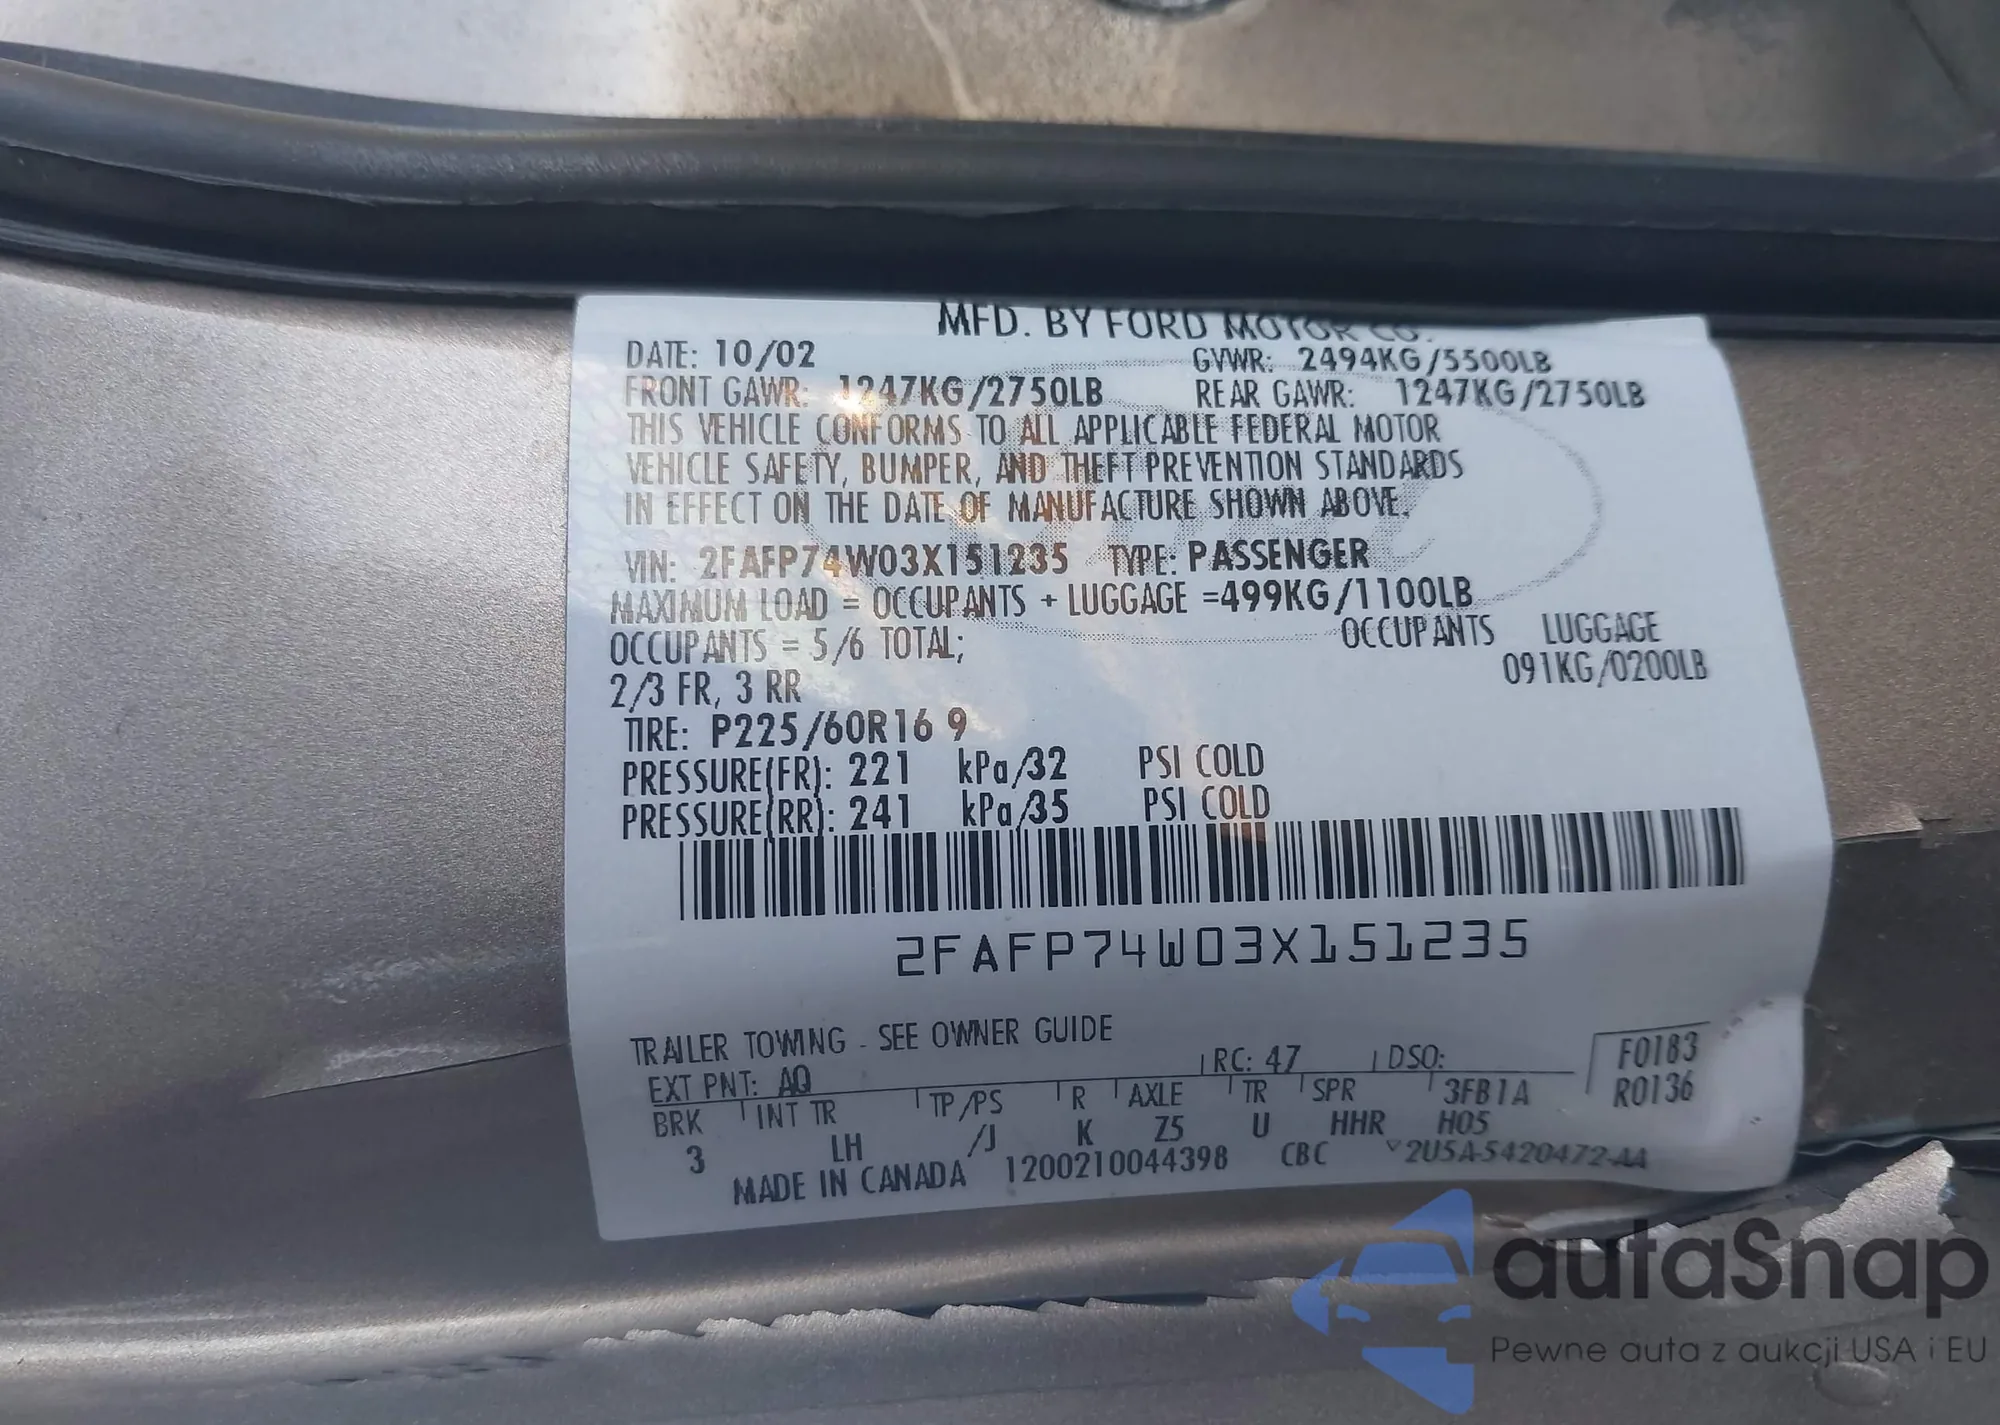 MFD. BY FORD MOTOR CO.
DATE: 10/02 GVWR: 2494KG/5500LB
FRONT GAWR: 1247KG/2750LB REAR GAWR: 1247KG/2750LB
THIS VEHICLE CONFORMS TO ALL APPLICABLE FEDERAL MOTOR
VEHICLE SAFETY, BUMPER, AND THEFT PREVENTION STANDARDS
IN EFFECT ON THE DATE OF MANUFACTURE SHOWN ABOVE.
VIN: 2FAFP74W03X151235 TYPE: PASSENGER
MAXIMUM LOAD = OCCUPANTS + LUGGAGE =499KG/1100LB
OCCUPANTS = 5/6 TOTAL; OCCUPANTS LUGGAGE
2/3 FR, 3 RR 091KG/0200LB
TIRE: P225/60R16 9
PRESSURE(FR): 221 kPa/32 PSI COLD
PRESSURE(RR): 241 kPa/35 PSI COLD
2FAFP74W03X151235
TRAILER TOWING - SEE OWNER GUIDE
EXT PNT: AQ RC: 47 DSO: F0183
BRK INT TR TP/PS R AXLE TR SPR 3FB1A R0136
3 LH /J K Z5 U HHR H05
MADE IN CANADA 1200210044398 CBC 2U5A-5420472-AA
autaSnap
Pewne auta z aukcji USA i EU